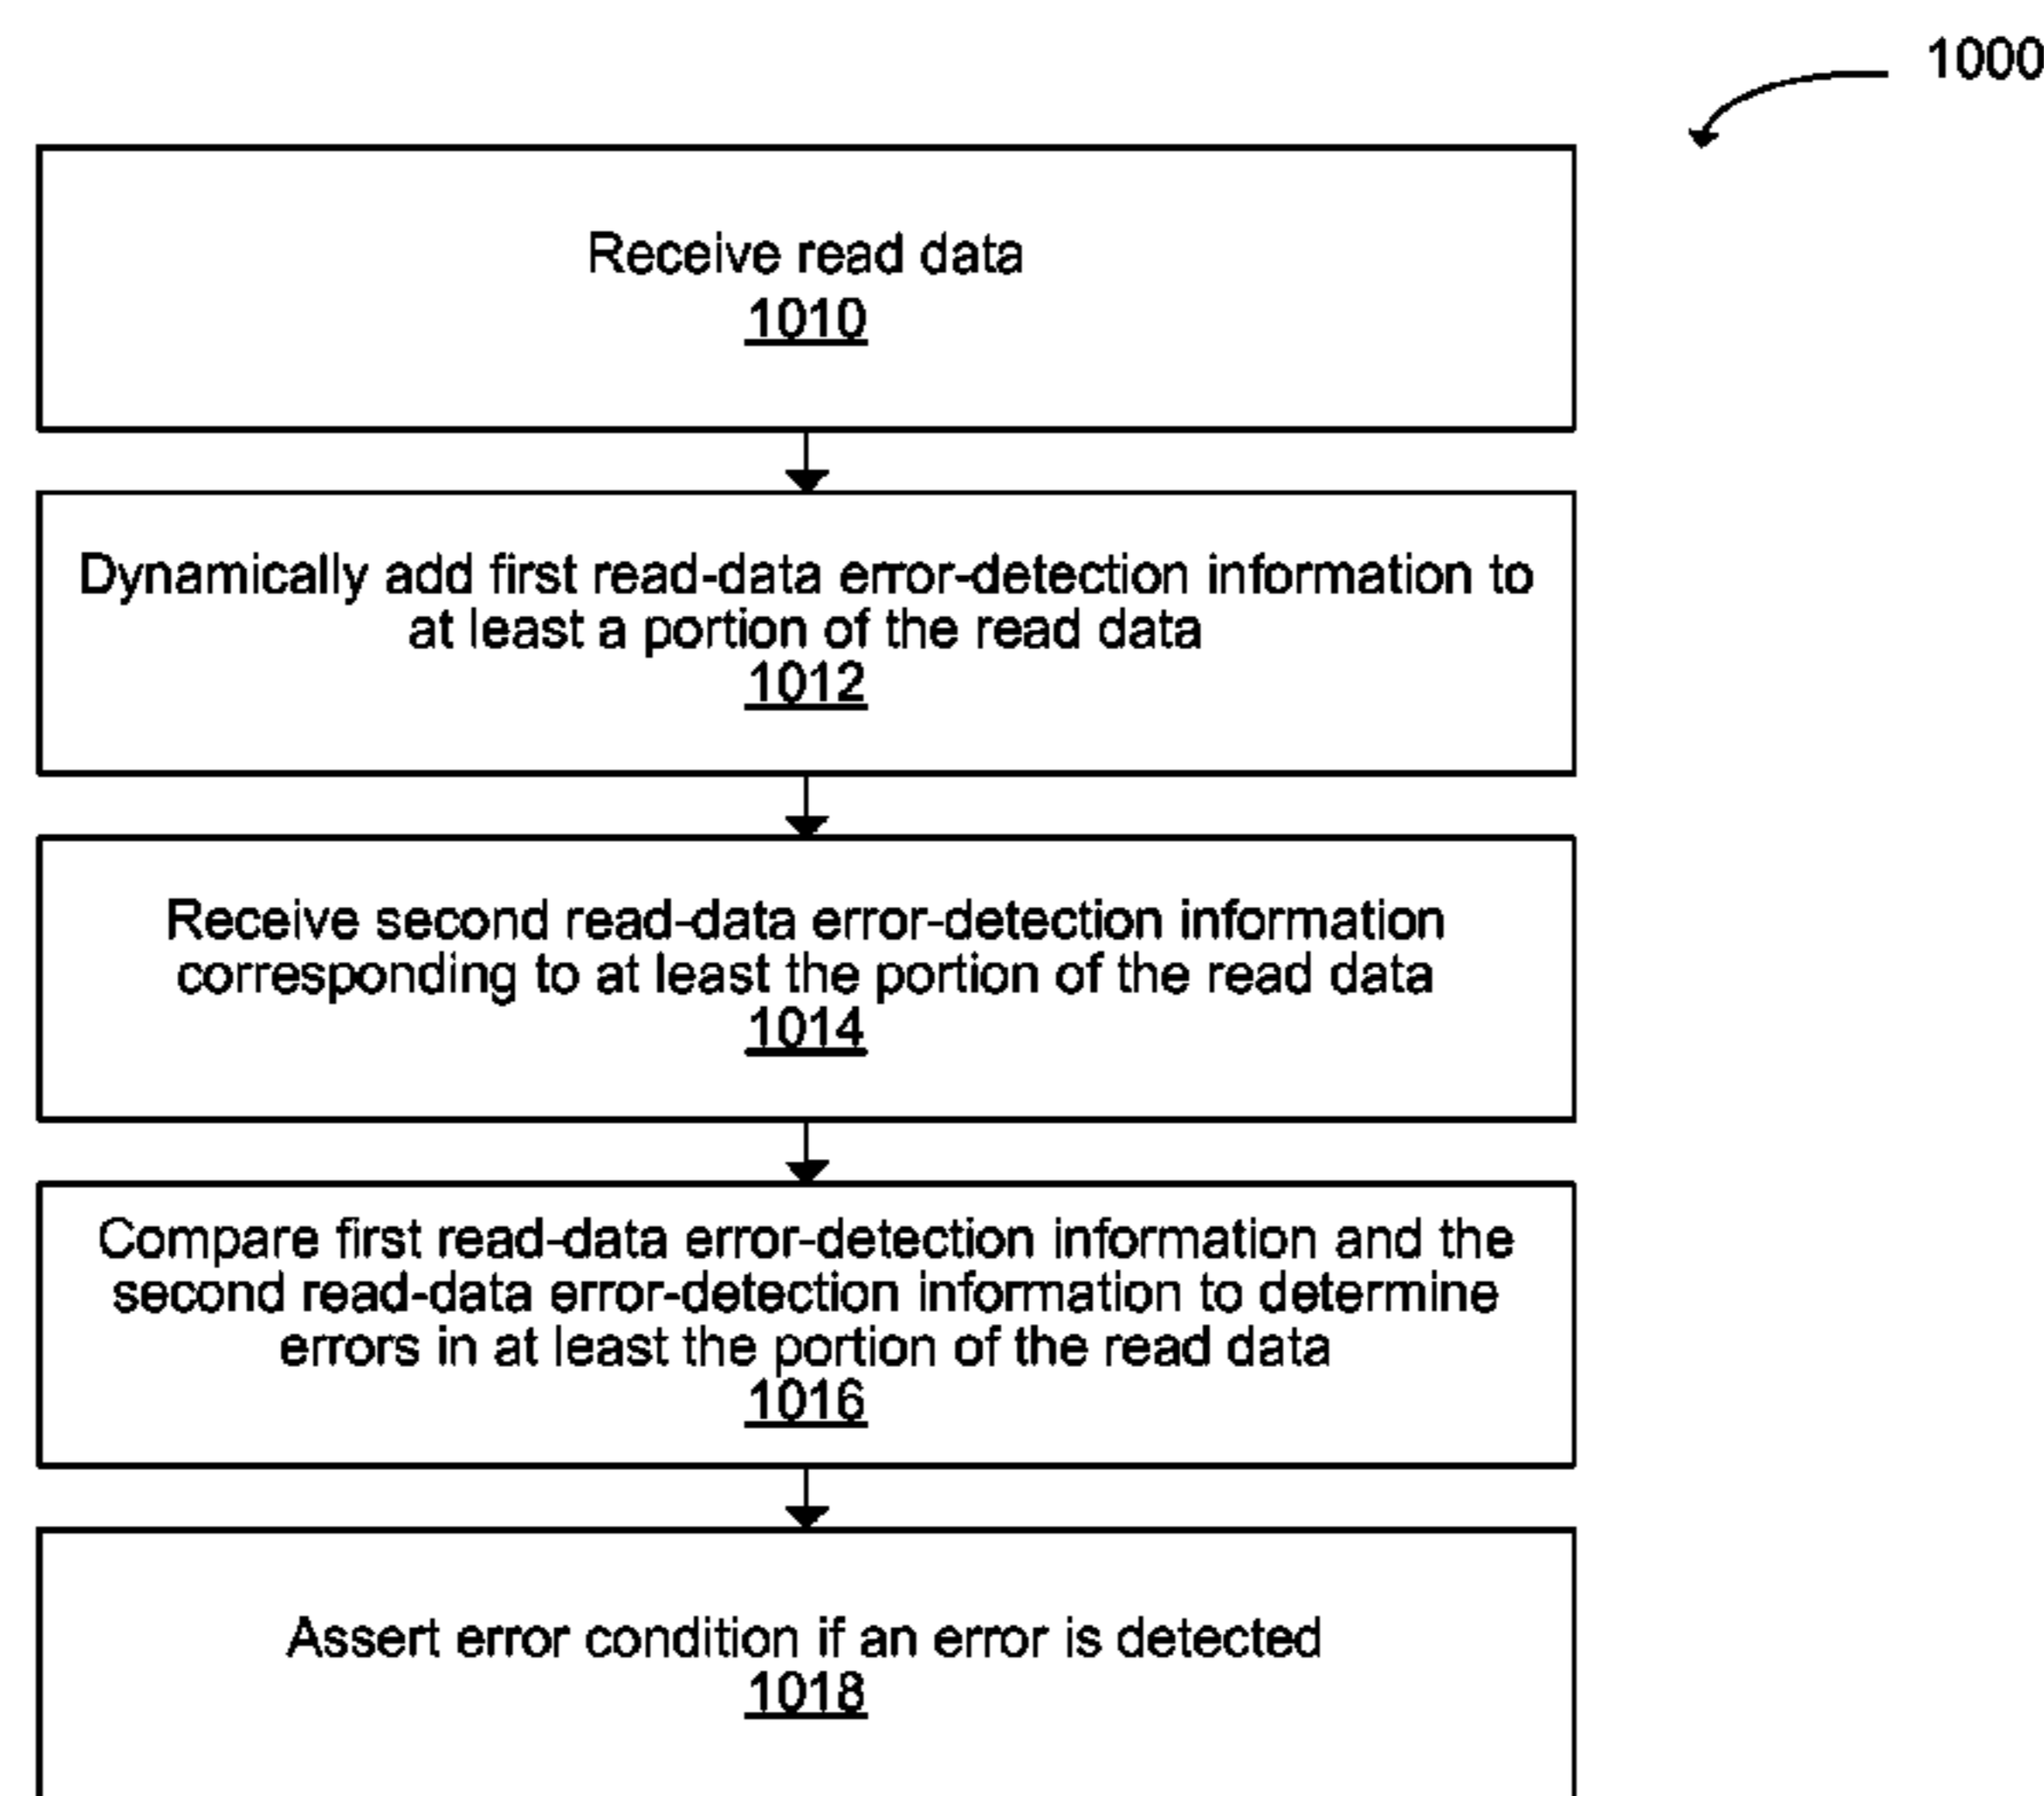 1000
Receive read data
1010
Dynamically add first read-data error-detection information to
at least a portion of the read data
1012
Receive second read-data error-detection information
corresponding to at least the portion of the read data
1014
Compare first read-data error-detection information and the
second read-data error-detection information to determine
errors in at least the portion of the read data
1016
Assert error condition if an error is detected
1018